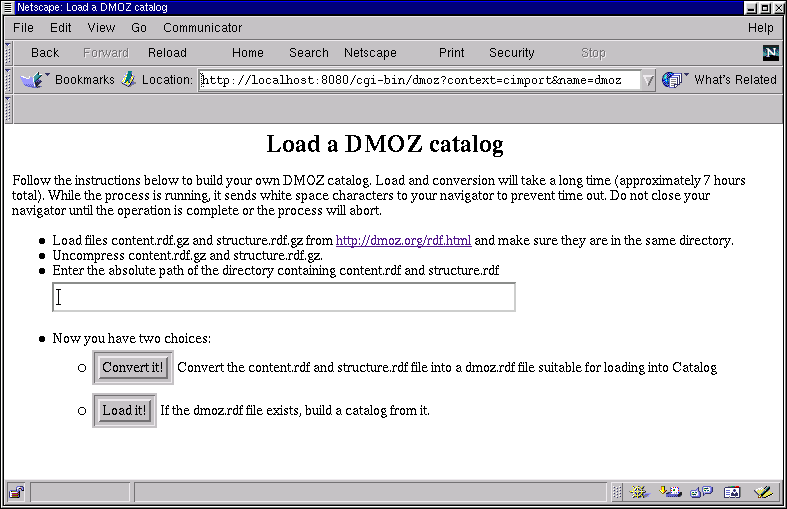 Netscape: Load a DMOZ catalog
File Edit View Go Communicator Help
Back Forward Reload Home Search Netscape Print Security Stop N
Bookmarks Location: http://localhost:8080/cgi-bin/dmoz?context=cimport&name=dmoz What's Related
Load a DMOZ catalog
Follow the instructions below to build your own DMOZ catalog. Load and conversion will take a long time (approximately 7 hours
total). While the process is running, it sends white space characters to your navigator to prevent time out. Do not close your
navigator until the operation is complete or the process will abort.
Load files content.rdf.gz and structure.rdf.gz from http://dmoz.org/rdf.html and make sure they are in the same directory.
Uncompress content.rdf.gz and structure.rdf.gz.
Enter the absolute path of the directory containing content.rdf and structure.rdf
Now you have two choices:
Convert it! Convert the content.rdf and structure.rdf file into a dmoz.rdf file suitable for loading into Catalog
Load it! If the dmoz.rdf file exists, build a catalog from it.